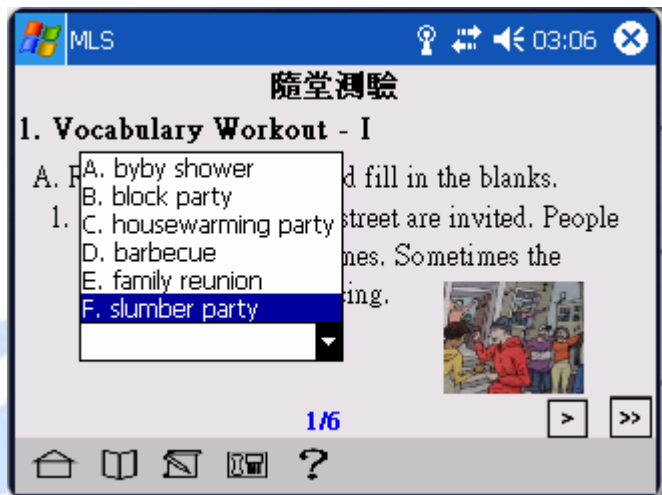 MLS 03:06
隨堂測驗
1. Vocabulary Workout - I
A. byby shower
B. block party
C. housewarming party
D. barbecue
E. family reunion
F. slumber party
A. d fill in the blanks.
1. street are invited. People
mes. Sometimes the
ing.
1/6 > >>
?